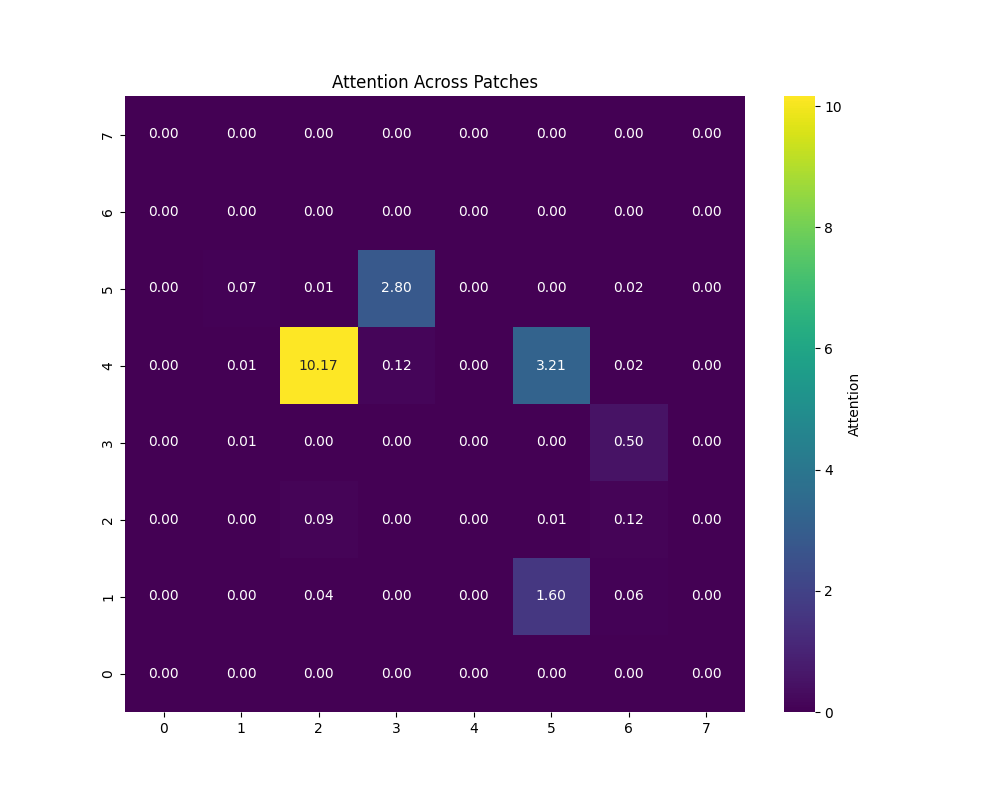 Attention Across Patches
7 0.00 0.00 0.00 0.00 0.00 0.00 0.00 0.00
6 0.00 0.00 0.00 0.00 0.00 0.00 0.00 0.00
5 0.00 0.07 0.01 2.80 0.00 0.00 0.02 0.00
4 0.00 0.01 10.17 0.12 0.00 3.21 0.02 0.00
3 0.00 0.01 0.00 0.00 0.00 0.00 0.50 0.00
2 0.00 0.00 0.09 0.00 0.00 0.01 0.12 0.00
1 0.00 0.00 0.04 0.00 0.00 1.60 0.06 0.00
0 0.00 0.00 0.00 0.00 0.00 0.00 0.00 0.00
0 1 2 3 4 5 6 7
10
8
6
4
2
0
Attention